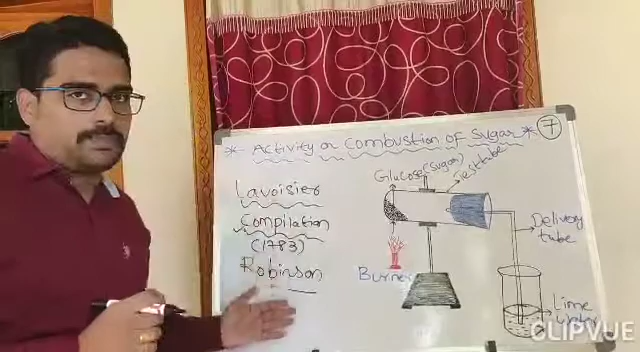 * Activity on Combustion of Sugar * 7
Glucose (Sugar)
Test tube
Lavoisier
Compilation
(1783)
Robinson
Burner
Delivery
tube
Lime
Water
CLIPVUE